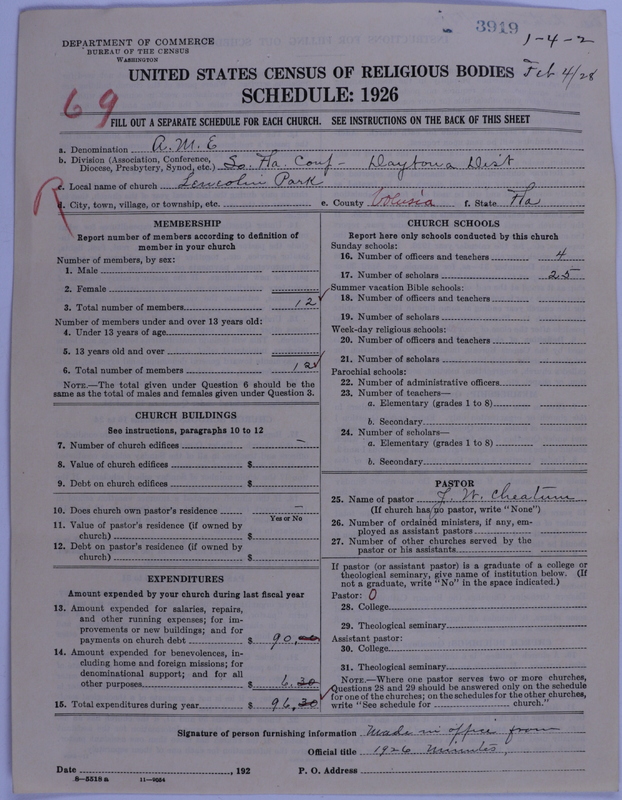 3919
1-4-2
DEPARTMENT OF COMMERCE
BUREAU OF THE CENSUS
WASHINGTON
UNITED STATES CENSUS OF RELIGIOUS BODIES
Feb 4/28
SCHEDULE: 1926
69
FILL OUT A SEPARATE SCHEDULE FOR EACH CHURCH. SEE INSTRUCTIONS ON THE BACK OF THIS SHEET
a. Denomination A.M.E
b. Division (Association, Conference, Diocese, Presbytery, Synod, etc.) So. Fla. Conf - Daytona Dist
R
c. Local name of church Lincoln Park
d. City, town, village, or township, etc. e. County Volusia f. State Fla
MEMBERSHIP
Report number of members according to definition of
member in your church
Number of members, by sex:
1. Male
2. Female
3. Total number of members 12 ✓
Number of members under and over 13 years old:
4. Under 13 years of age
5. 13 years old and over
6. Total number of members 12 ✓
NOTE.—The total given under Question 6 should be the
same as the total of males and females given under Question 3.
CHURCH BUILDINGS
See instructions, paragraphs 10 to 12
7. Number of church edifices –
8. Value of church edifices $
9. Debt on church edifices $
10. Does church own pastor's residence –
Yes or No
11. Value of pastor's residence (if owned by
church) $
12. Debt on pastor's residence (if owned by
church) $
EXPENDITURES
Amount expended by your church during last fiscal year
13. Amount expended for salaries, repairs,
and other running expenses; for im-
provements or new buildings; and for
payments on church debt $ 90.00
14. Amount expended for benevolences, in-
cluding home and foreign missions; for
denominational support; and for all
other purposes $ 6.30
15. Total expenditures during year $ 96.30 ✓
CHURCH SCHOOLS
Report here only schools conducted by this church
Sunday schools:
16. Number of officers and teachers 4
17. Number of scholars 25
Summer vacation Bible schools:
18. Number of officers and teachers
19. Number of scholars
Week-day religious schools:
20. Number of officers and teachers
21. Number of scholars
Parochial schools:
22. Number of administrative officers
23. Number of teachers—
a. Elementary (grades 1 to 8)
b. Secondary
24. Number of scholars—
a. Elementary (grades 1 to 8)
b. Secondary
PASTOR
25. Name of pastor J. W. Cheatum
(If church has no pastor, write "None")
26. Number of ordained ministers, if any, em-
ployed as assistant pastors
27. Number of other churches served by the
pastor or his assistants
If pastor (or assistant pastor) is a graduate of a college or
theological seminary, give name of institution below. (If
not a graduate, write "No" in the space indicated.)
Pastor: O
28. College
29. Theological seminary
Assistant pastor:
30. College
31. Theological seminary
NOTE.—Where one pastor serves two or more churches,
Questions 28 and 29 should be answered only on the schedule
for one of the churches; on the schedules for the other churches,
write "See schedule for church."
Signature of person furnishing information Made in office from
Official title 1926 Minutes.
Date , 192 P. O. Address
8—5518 a 11—9054